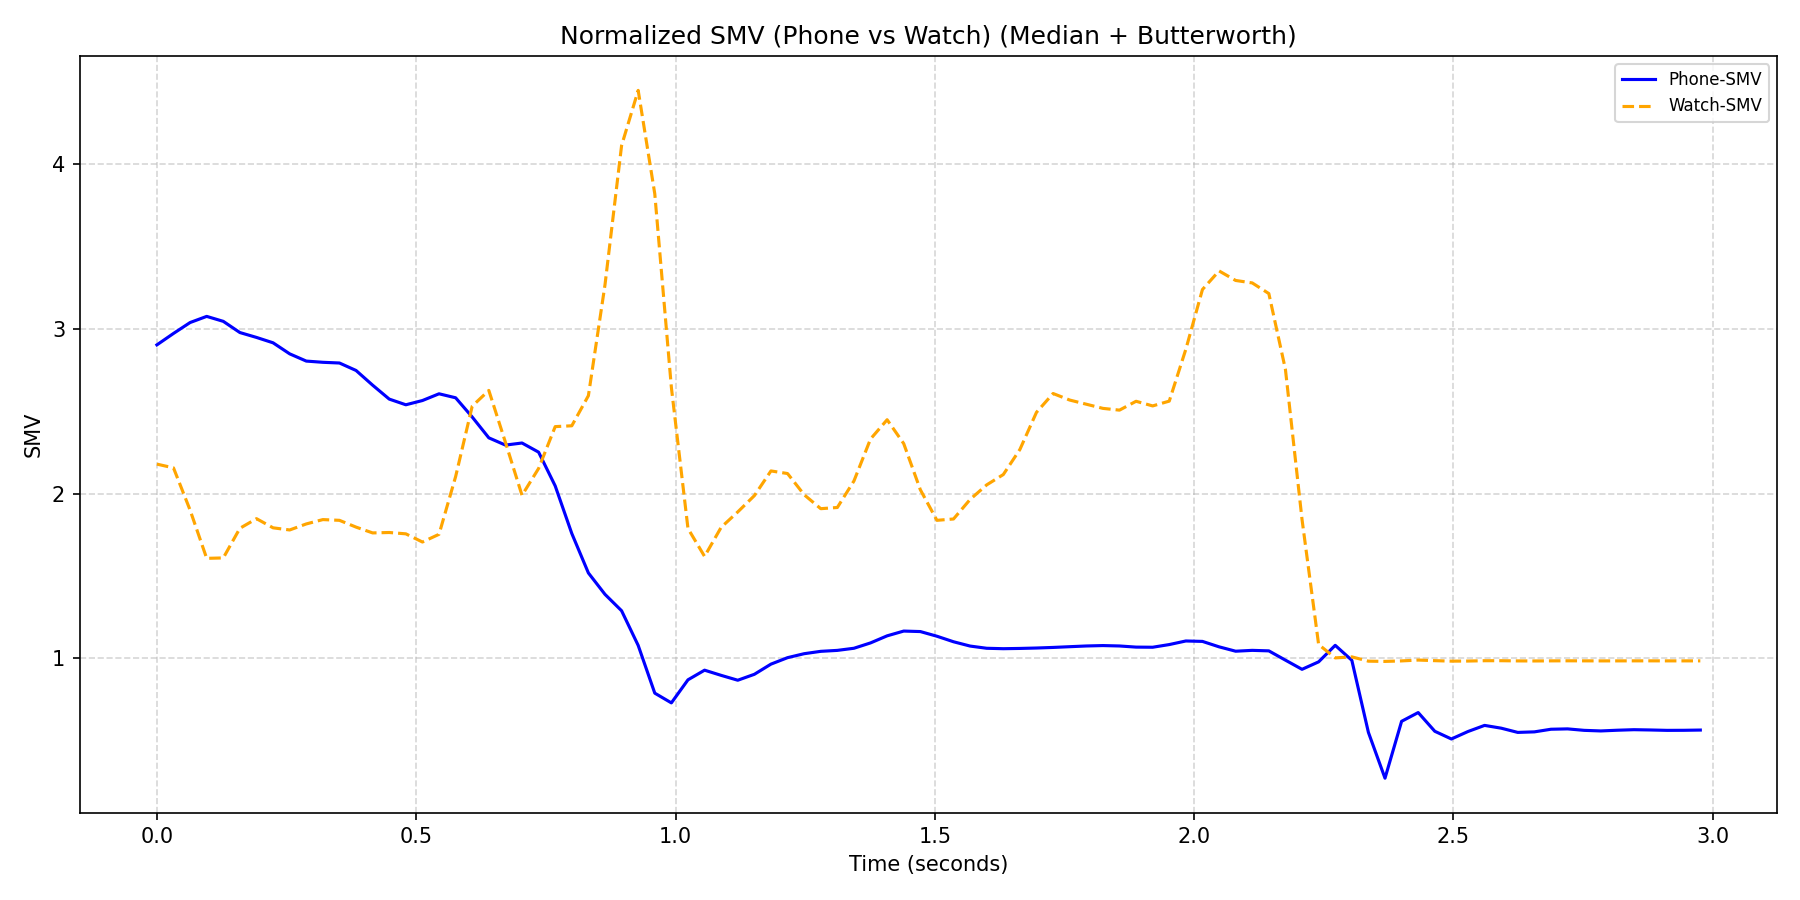 Normalized SMV (Phone vs Watch) (Median + Butterworth)
Phone-SMV
Watch-SMV
SMV
4
3
2
1
0.0 0.5 1.0 1.5 2.0 2.5 3.0
Time (seconds)